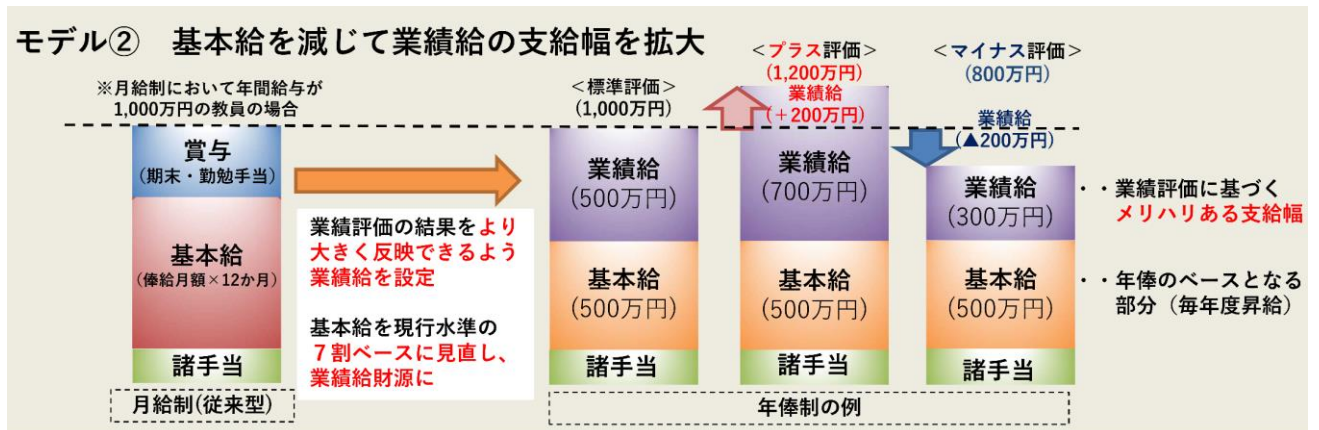 モデル② 基本給を減じて業績給の支給幅を拡大
※月給制において年間給与が
1,000万円の教員の場合
賞与
(期末・勤勉手当)
基本給
(俸給月額×12か月)
諸手当
月給制(従来型)
業績評価の結果をより
大きく反映できるよう
業績給を設定
基本給を現行水準の
７割ベースに見直し、
業績給財源に
＜標準評価＞
(1,000万円)
業績給
(500万円)
基本給
(500万円)
諸手当
＜プラス評価＞
(1,200万円)
業績給
(＋200万円)
業績給
(700万円)
基本給
(500万円)
諸手当
＜マイナス評価＞
(800万円)
業績給
(▲200万円)
業績給
(300万円)
基本給
(500万円)
諸手当
年俸制の例
・・業績評価に基づく
メリハリある支給幅
・・年俸のベースとなる
部分（毎年度昇給）